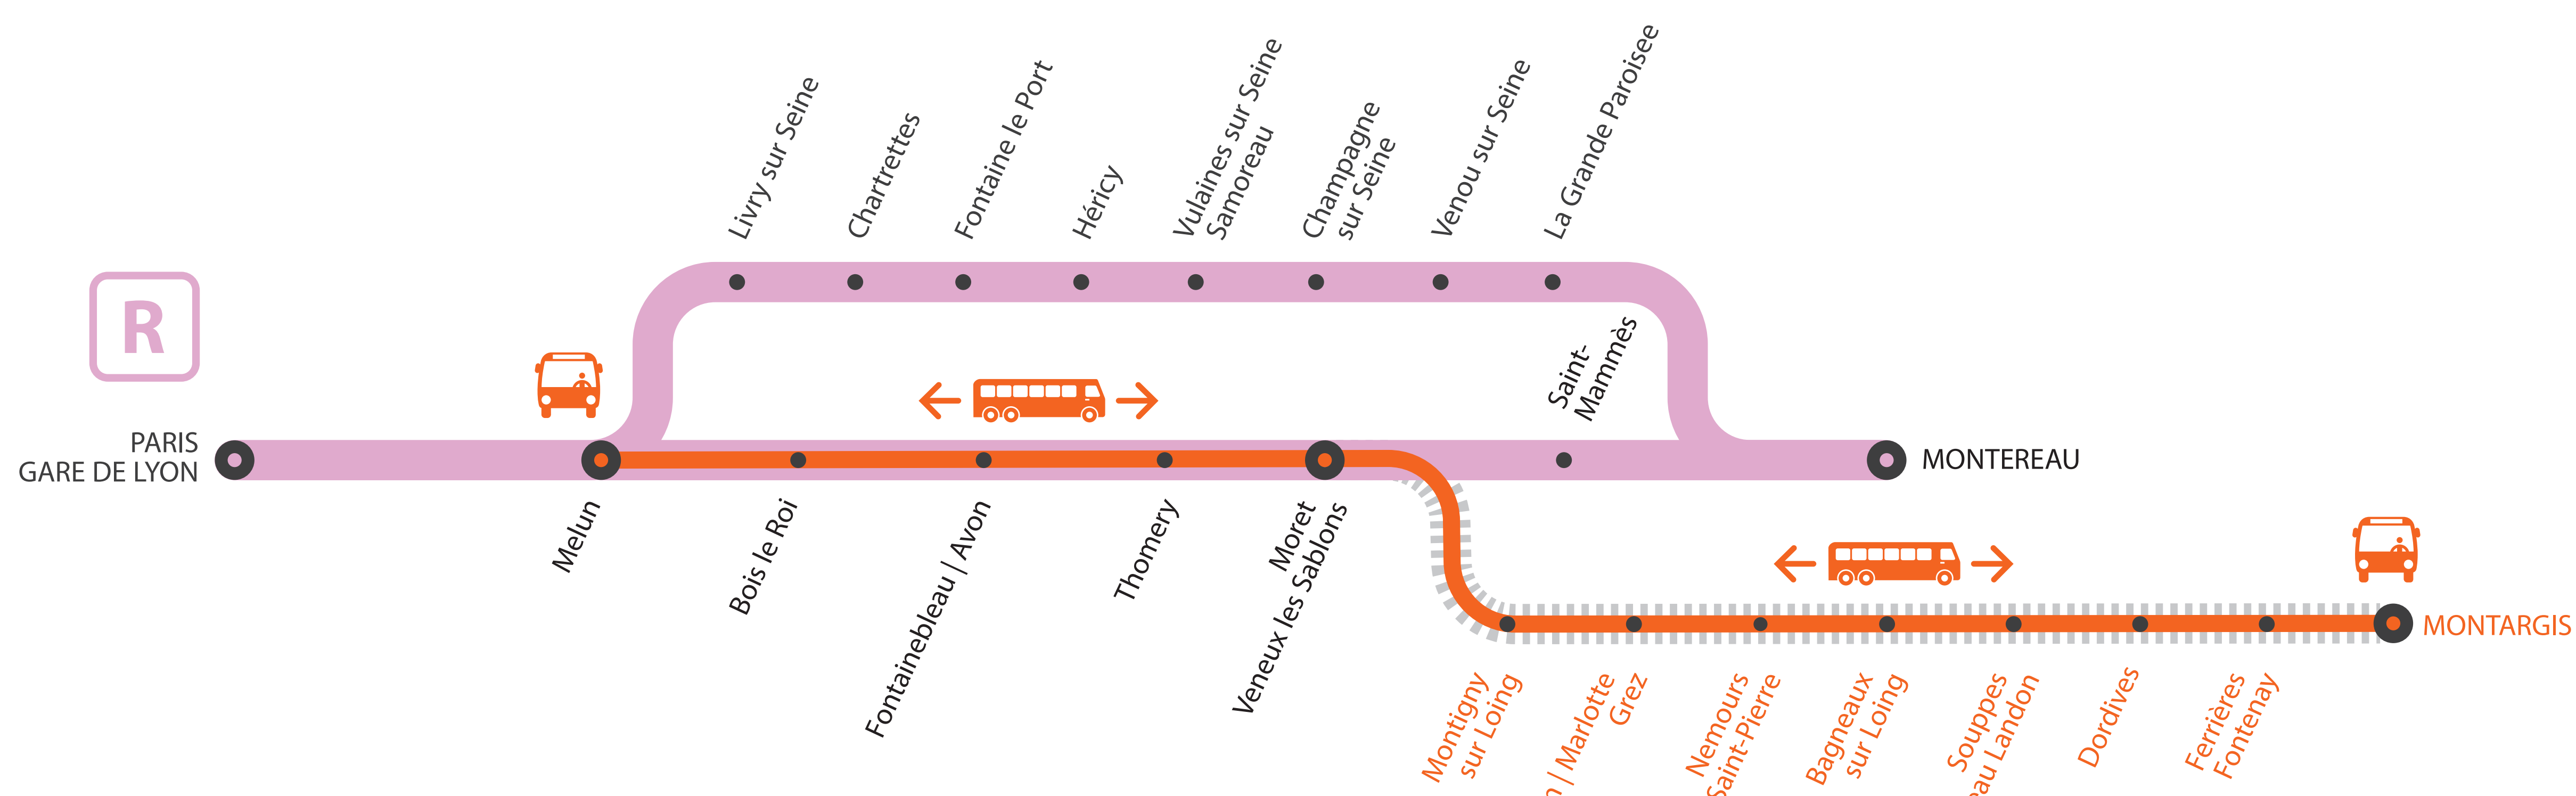 Livry sur Seine
Chartrettes
Fontaine le Port
Héricy
Vulaines sur Seine
Samoreau
Champagne
sur Seine
Venou sur Seine
La Grande Paroisee
R
Saint-
Mammès
PARIS
GARE DE LYON
MONTEREAU
Melun
Bois le Roi
Fontainebleau | Avon
Thomery
Moret
Veneux les Sablons
MONTARGIS
Montigny
sur Loing
| Marlotte
Grez
Nemours
Saint-Pierre
Bagneaux
sur Loing
Souppes
Landon
Dordives
Ferrières
Fontenay